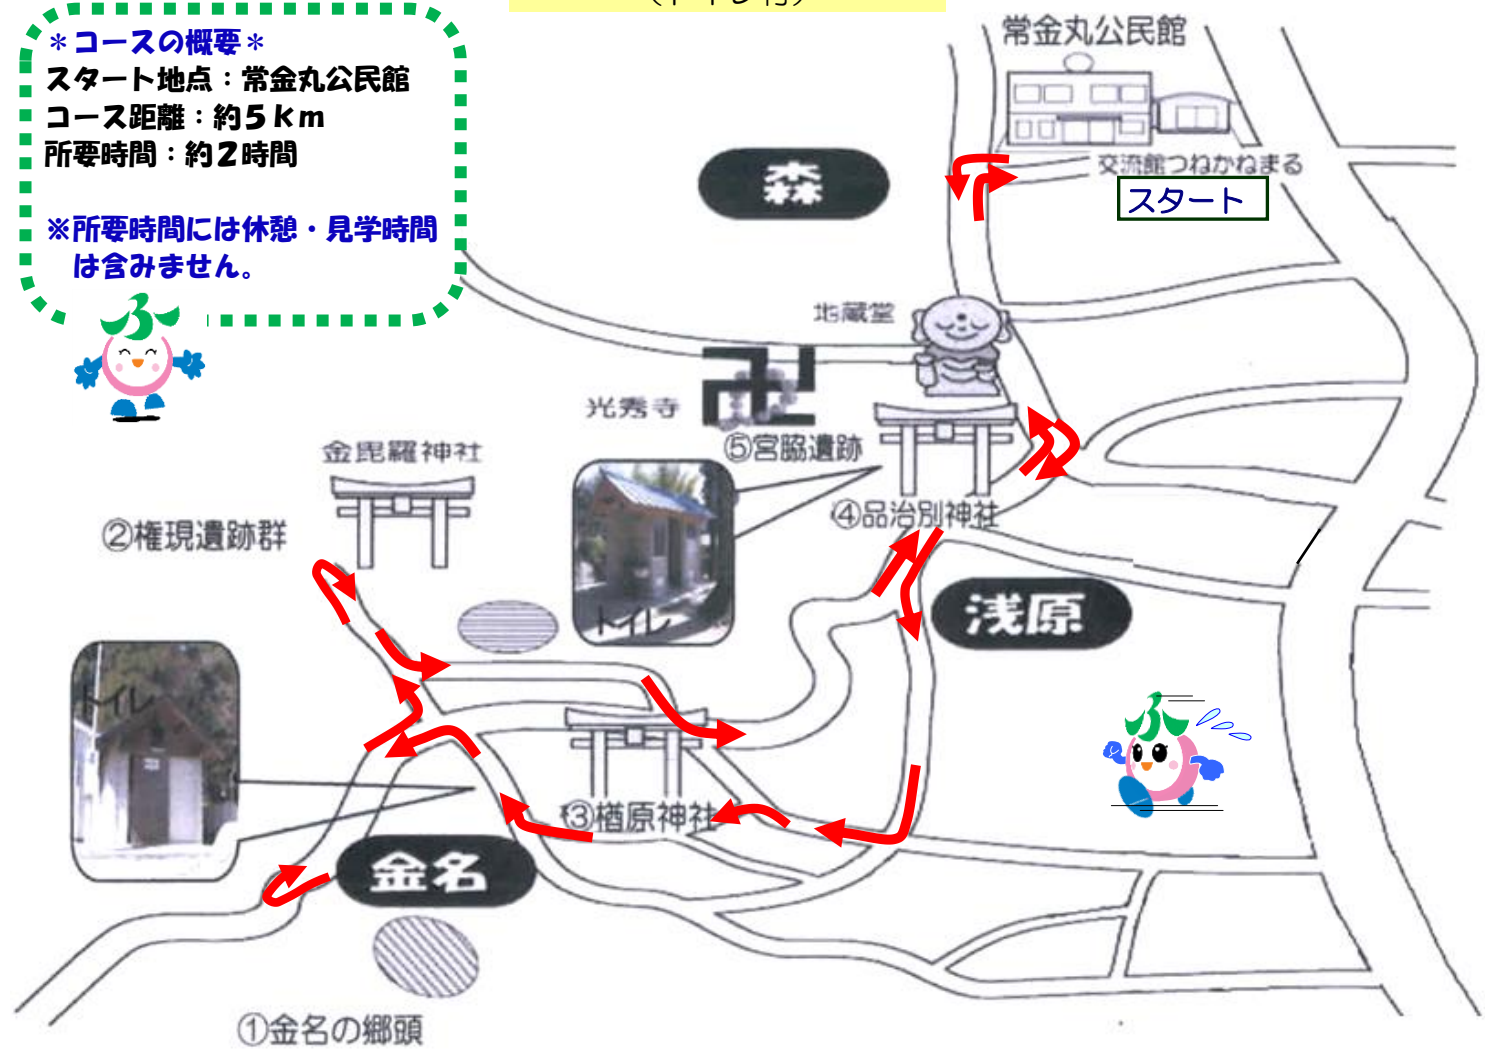 ＊コースの概要＊
スタート地点：常金丸公民館
コース距離：約５ｋｍ
所要時間：約２時間
※所要時間には休憩・見学時間
は含みません。
常金丸公民館
交流館つねかねまる
スタート
森
地蔵堂
光秀寺
⑤宮脇遺跡
金毘羅神社
②権現遺跡群
④品治別神社
トイレ
浅原
トイレ
③楢原神社
金名
①金名の郷頭